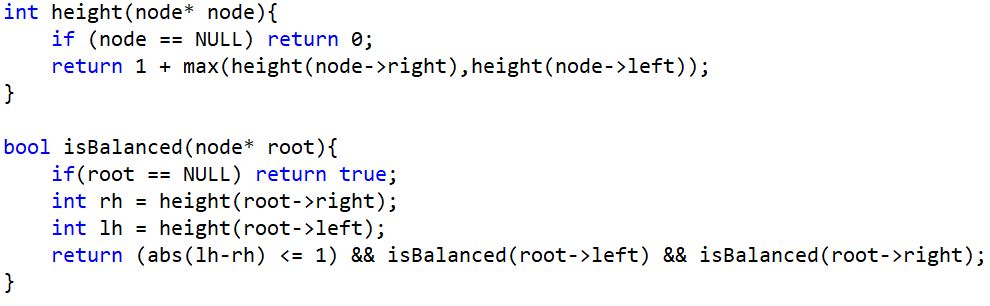 int height(node* node){
    if (node == NULL) return 0;
    return 1 + max(height(node->right),height(node->left));
}

bool isBalanced(node* root){
    if(root == NULL) return true;
    int rh = height(root->right);
    int lh = height(root->left);
    return (abs(lh-rh) <= 1) && isBalanced(root->left) && isBalanced(root->right);
}